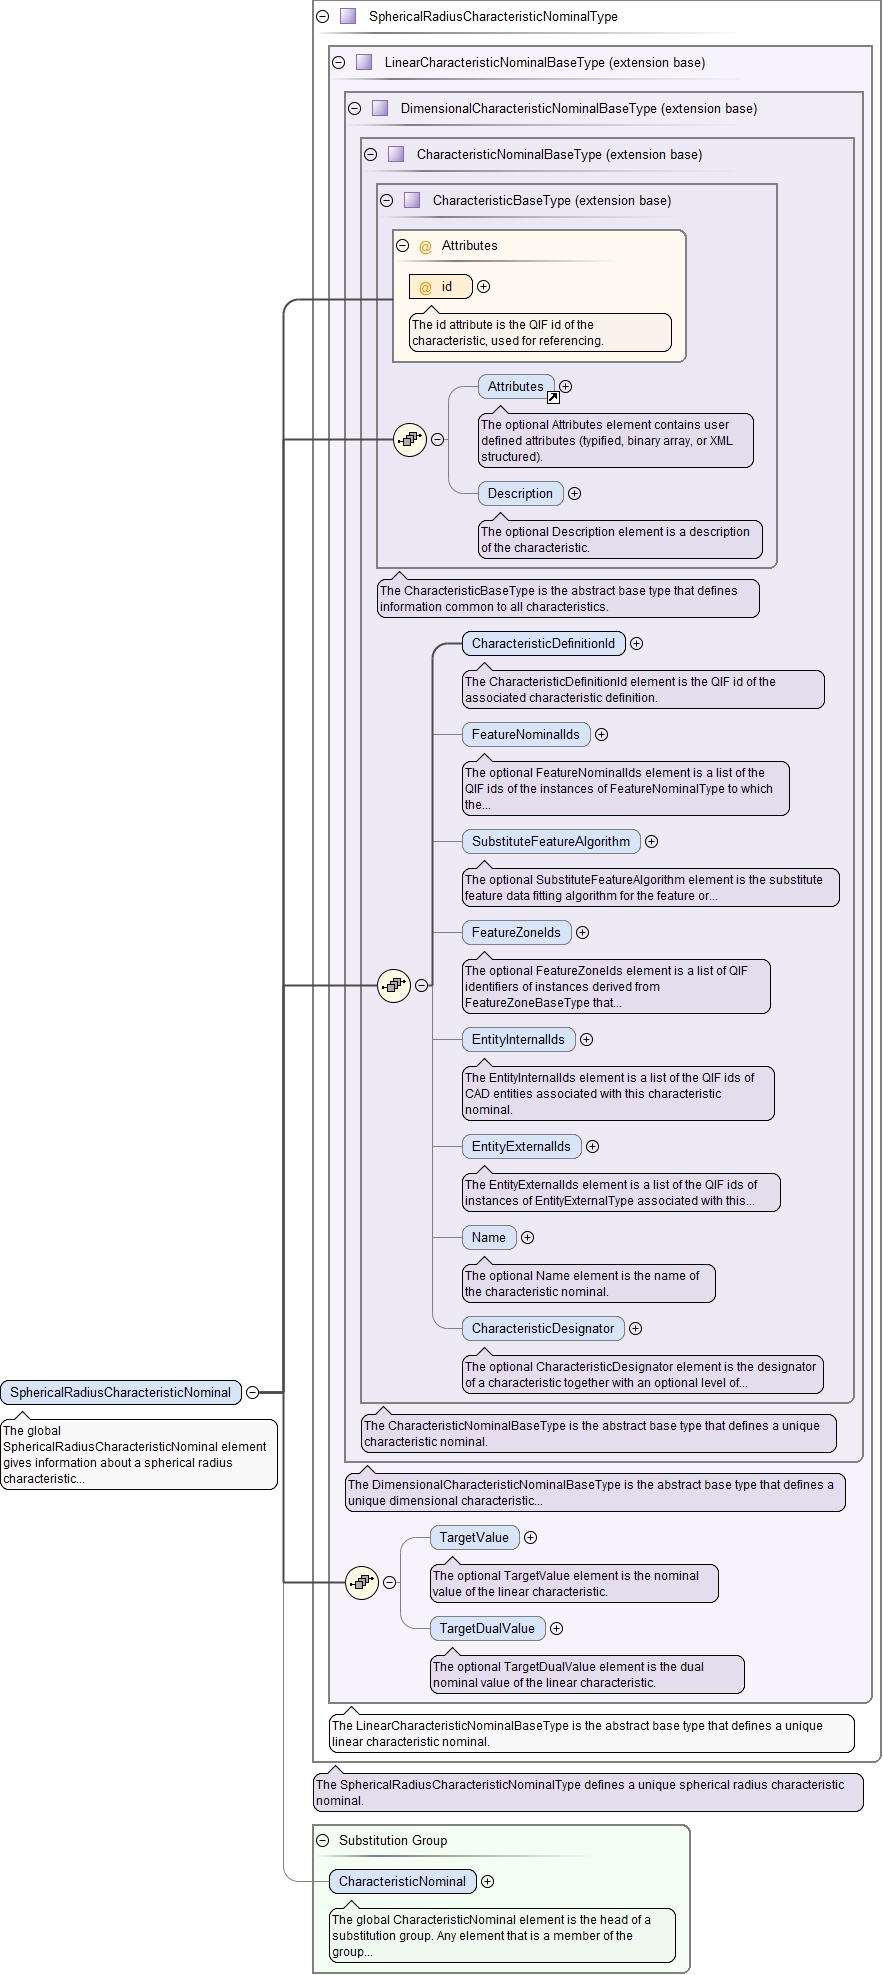 SphericalRadiusCharacteristicNominalType
LinearCharacteristicNominalBaseType (extension base)
DimensionalCharacteristicNominalBaseType (extension base)
CharacteristicNominalBaseType (extension base)
CharacteristicBaseType (extension base)
@ Attributes
@ id
The id attribute is the QIF id of the
characteristic, used for referencing.
Attributes
The optional Attributes element contains user
defined attributes (typified, binary array, or XML
structured).
Description
The optional Description element is a description
of the characteristic.
The CharacteristicBaseType is the abstract base type that defines
information common to all characteristics.
CharacteristicDefinitionId
The CharacteristicDefinitionId element is the QIF id of the
associated characteristic definition.
FeatureNominalIds
The optional FeatureNominalIds element is a list of the
QIF ids of the instances of FeatureNominalType to which
the...
SubstituteFeatureAlgorithm
The optional SubstituteFeatureAlgorithm element is the substitute
feature data fitting algorithm for the feature or...
FeatureZoneIds
The optional FeatureZoneIds element is a list of QIF
identifiers of instances derived from
FeatureZoneBaseType that...
EntityInternalIds
The EntityInternalIds element is a list of the QIF ids of
CAD entities associated with this characteristic
nominal.
EntityExternalIds
The EntityExternalIds element is a list of the QIF ids of
instances of EntityExternalType associated with this...
Name
The optional Name element is the name of
the characteristic nominal.
CharacteristicDesignator
The optional CharacteristicDesignator element is the designator
of a characteristic together with an optional level of...
SphericalRadiusCharacteristicNominal
The global
SphericalRadiusCharacteristicNominal element
gives information about a spherical radius
characteristic...
The CharacteristicNominalBaseType is the abstract base type that defines a unique
characteristic nominal.
The DimensionalCharacteristicNominalBaseType is the abstract base type that defines a
unique dimensional characteristic...
TargetValue
The optional TargetValue element is the nominal
value of the linear characteristic.
TargetDualValue
The optional TargetDualValue element is the dual
nominal value of the linear characteristic.
The LinearCharacteristicNominalBaseType is the abstract base type that defines a unique
linear characteristic nominal.
The SphericalRadiusCharacteristicNominalType defines a unique spherical radius characteristic
nominal.
Substitution Group
CharacteristicNominal
The global CharacteristicNominal element is the head of a
substitution group. Any element that is a member of the
group...